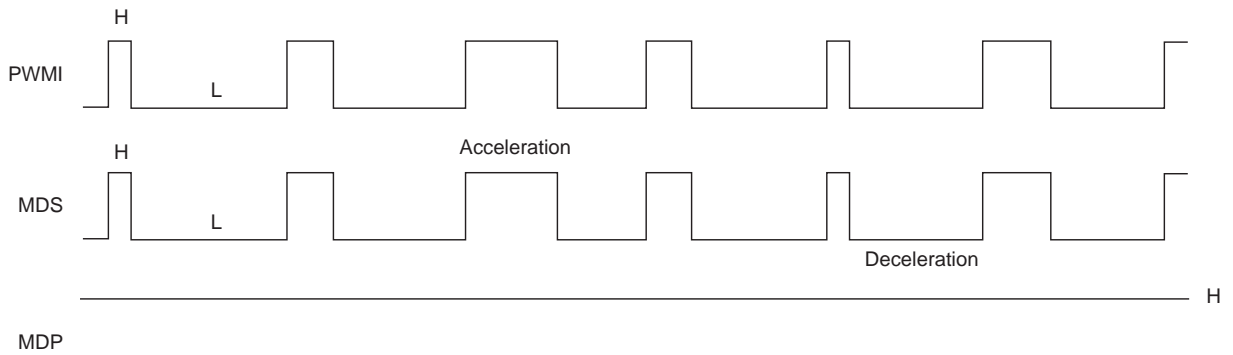 H
PWMI
L
Acceleration
H
MDS
L
Deceleration
H
MDP